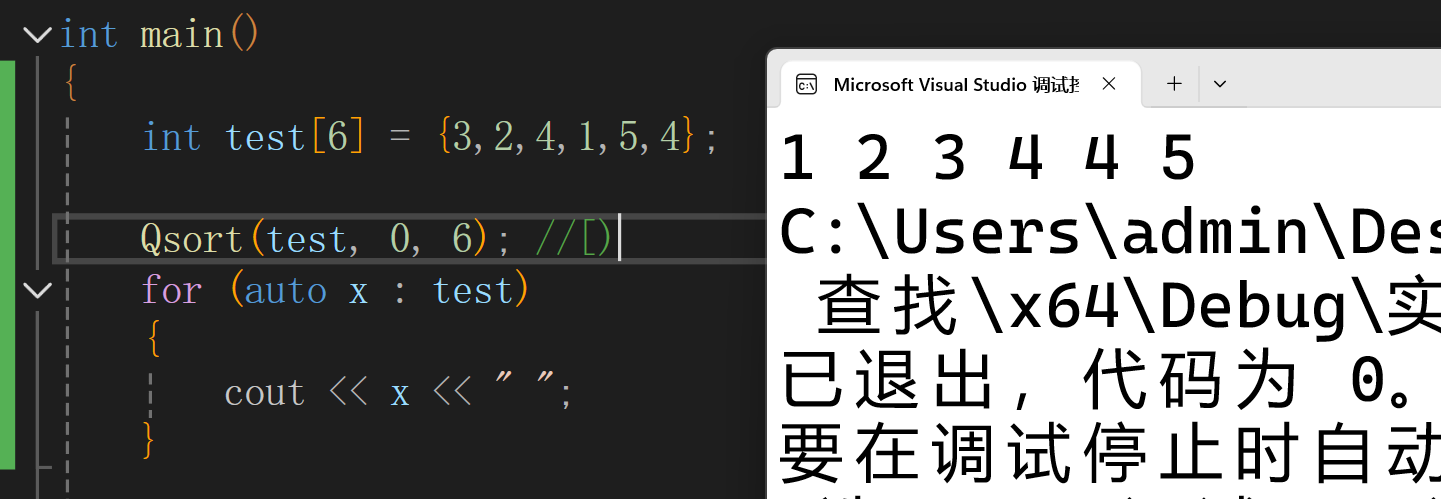 int main()
{
int test[6] = {3,2,4,1,5,4};
Qsort(test, 0, 6); //[)
for (auto x : test)
{
cout << x << " ";
}
Microsoft Visual Studio 调试
1 2 3 4 4 5
C:\Users\admin\Des
查找\x64\Debug\实
已退出，代码为 0。
要在调试停止时自动